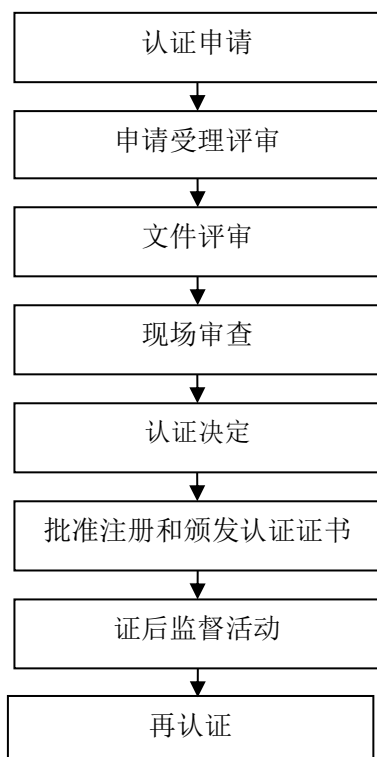 认证申请
申请受理评审
文件评审
现场审查
认证决定
批准注册和颁发认证证书
证后监督活动
再认证